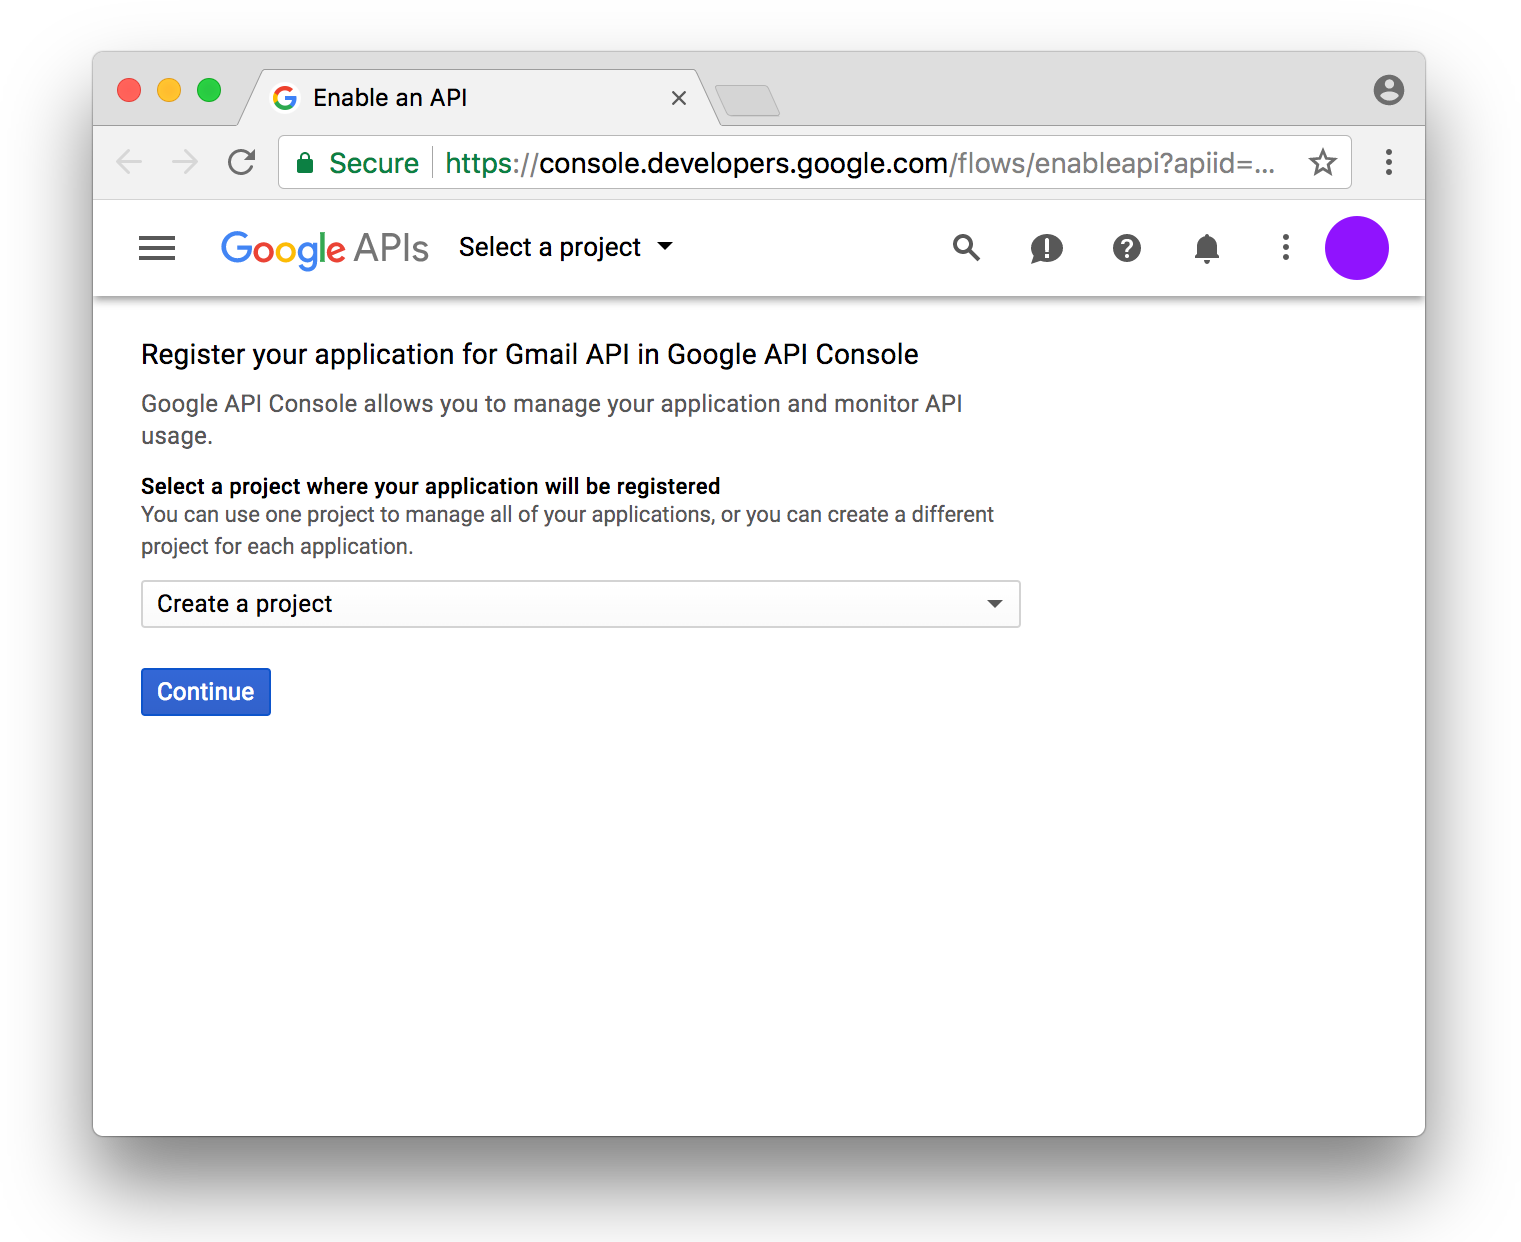 Enable an API
Secure https://console.developers.google.com/flows/enableapi?apiid=...
Google APIs Select a project
Register your application for Gmail API in Google API Console
Google API Console allows you to manage your application and monitor API
usage.
Select a project where your application will be registered
You can use one project to manage all of your applications, or you can create a different
project for each application.
Create a project
Continue